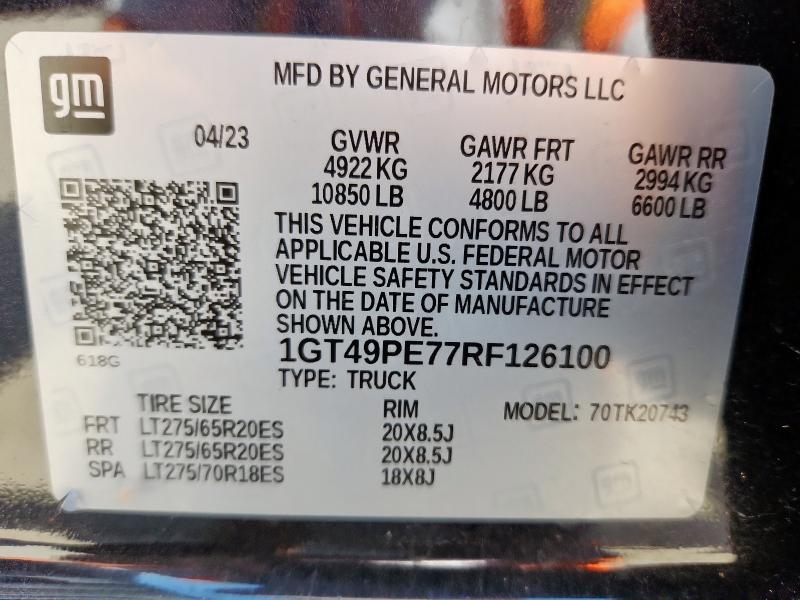 gm
MFD BY GENERAL MOTORS LLC
04/23
GVWR GAWR FRT GAWR RR
4922 KG 2177 KG 2994 KG
10850 LB 4800 LB 6600 LB
THIS VEHICLE CONFORMS TO ALL
APPLICABLE U.S. FEDERAL MOTOR
VEHICLE SAFETY STANDARDS IN EFFECT
ON THE DATE OF MANUFACTURE
SHOWN ABOVE.
618G
1GT49PE77RF126100
TYPE: TRUCK
TIRE SIZE RIM MODEL: 70TK20743
FRT LT275/65R20ES 20X8.5J
RR LT275/65R20ES 20X8.5J
SPA LT275/70R18ES 18X8J